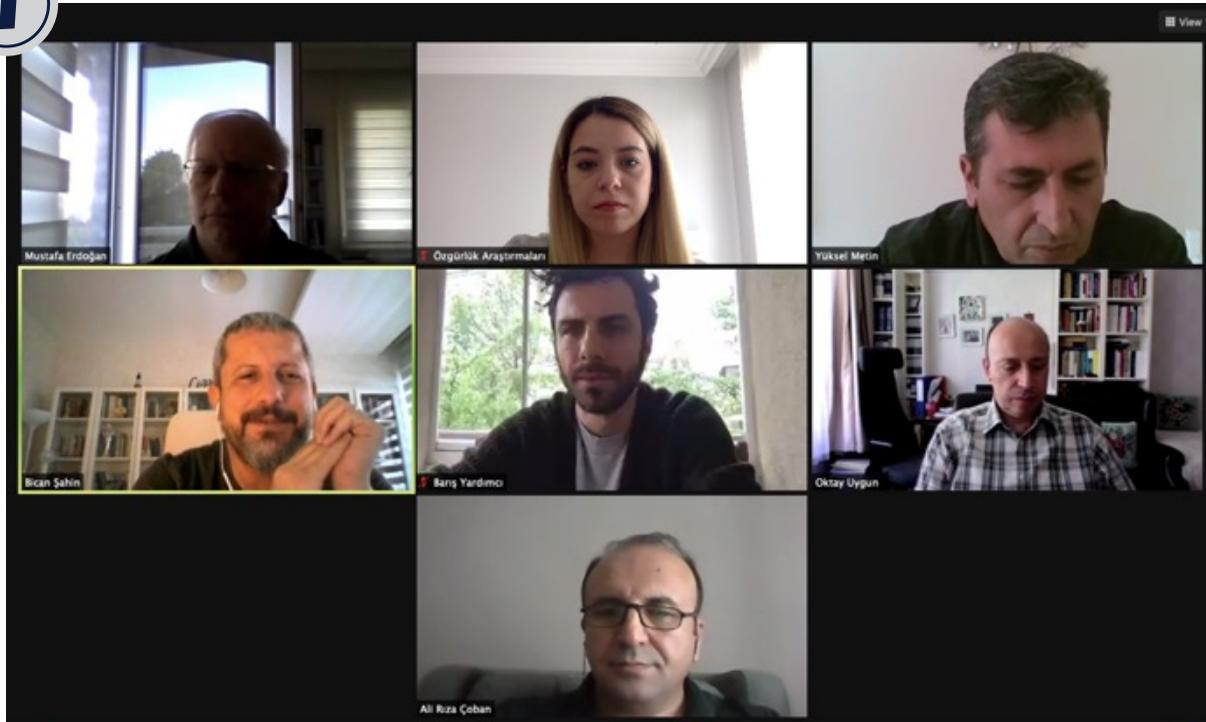 View
Mustafa Erdoğan
Özgürlük Araştırmaları
Yüksel Metin
Bican Şahin
Barış Yardımcı
Oktay Uygun
Ali Rıza Çoban